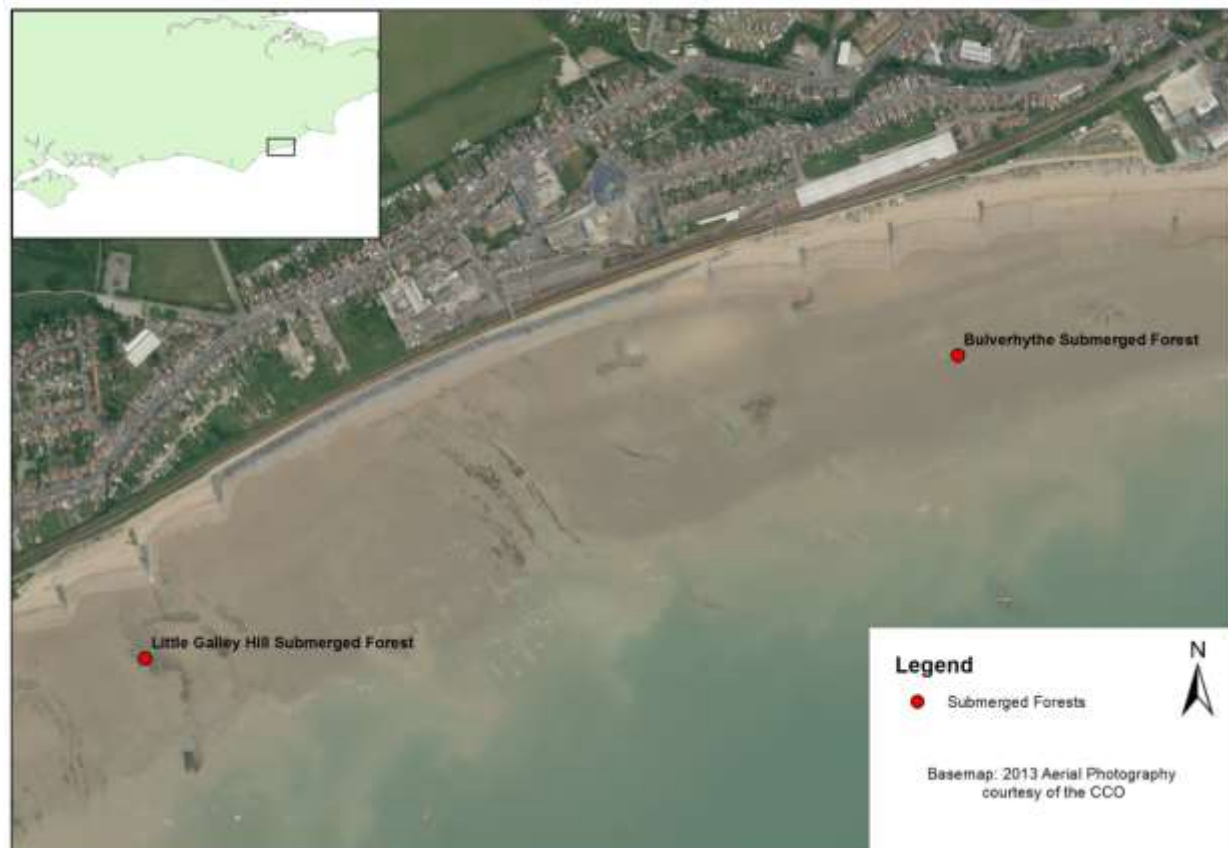 Bulverhythe Submerged Forest
Little Galley Hill Submerged Forest
Legend
N
Submerged Forests
Basemap: 2013 Aerial Photography
courtesy of the CCO